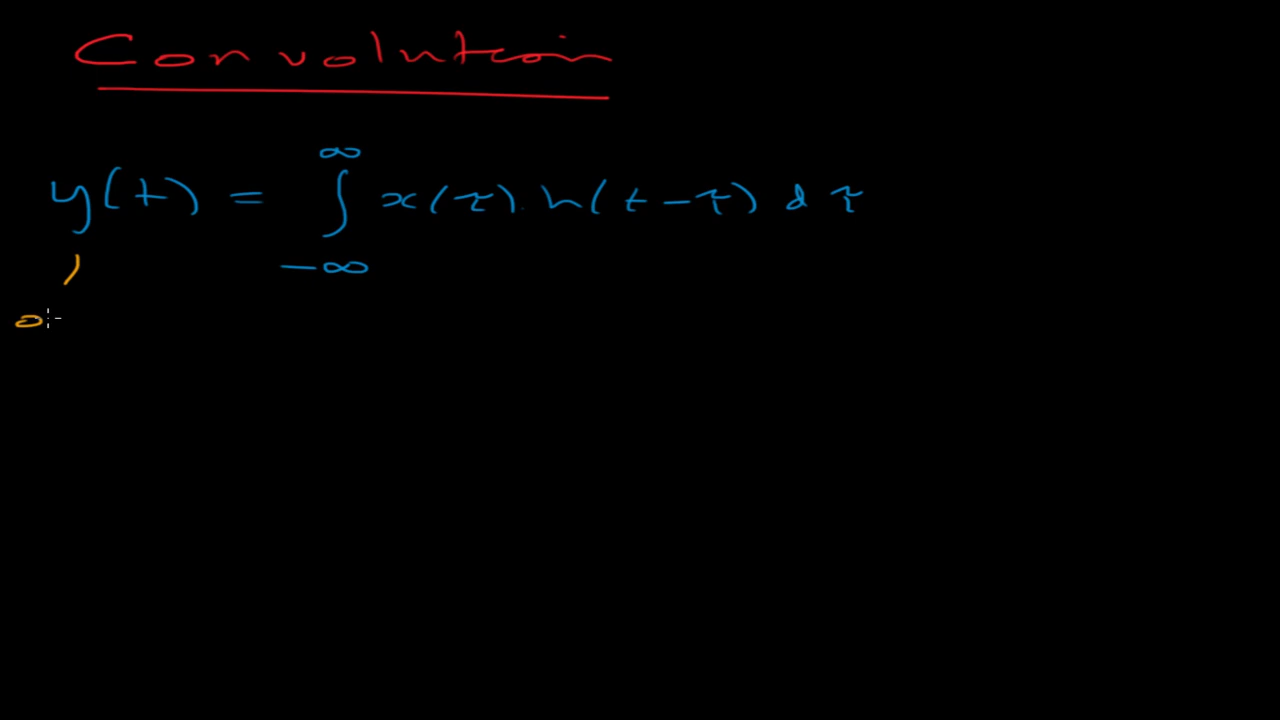 Convolution
y(t) = ∫_{-∞}^{∞} x(τ).h(t-τ) dτ
o